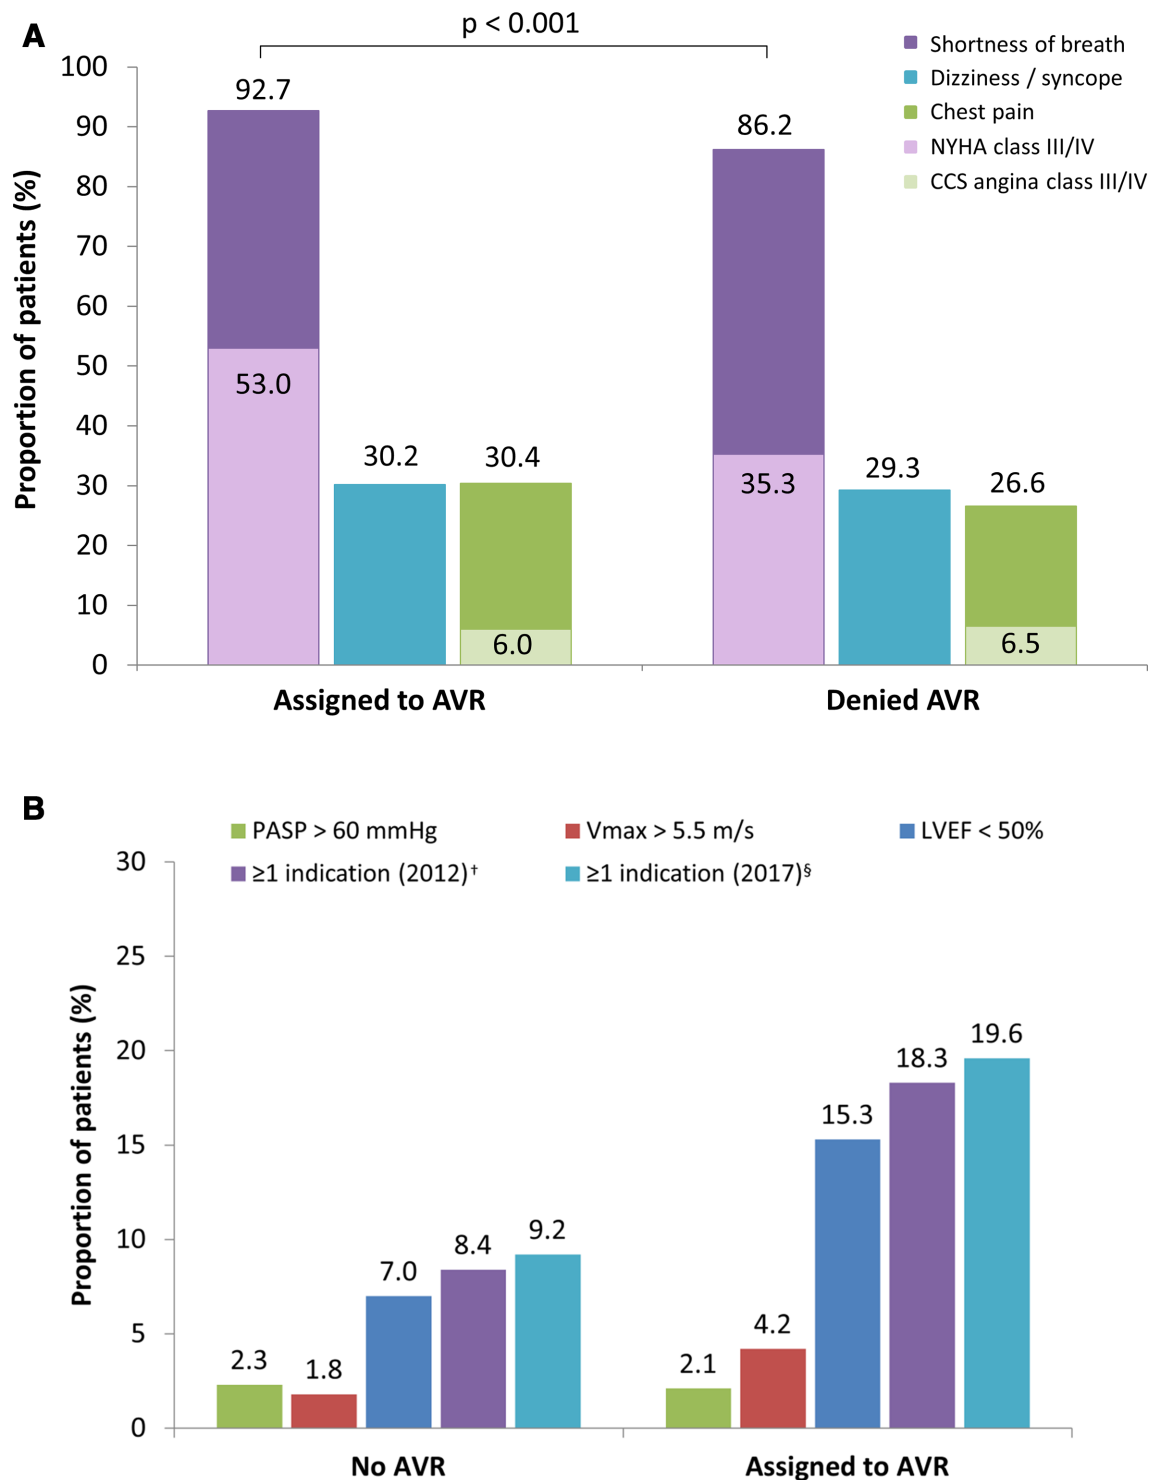 A
p < 0.001
Shortness of breath
Dizziness / syncope
Chest pain
NYHA class III/IV
CCS angina class III/IV
Proportion of patients (%)
100
90
80
70
60
50
40
30
20
10
0
92.7
53.0
30.2
30.4
6.0
86.2
35.3
29.3
26.6
6.5
Assigned to AVR
Denied AVR
B
PASP > 60 mmHg
Vmax > 5.5 m/s
LVEF < 50%
≥1 indication (2012)†
≥1 indication (2017)§
Proportion of patients (%)
30
25
20
15
10
5
0
2.3
1.8
7.0
8.4
9.2
2.1
4.2
15.3
18.3
19.6
No AVR
Assigned to AVR